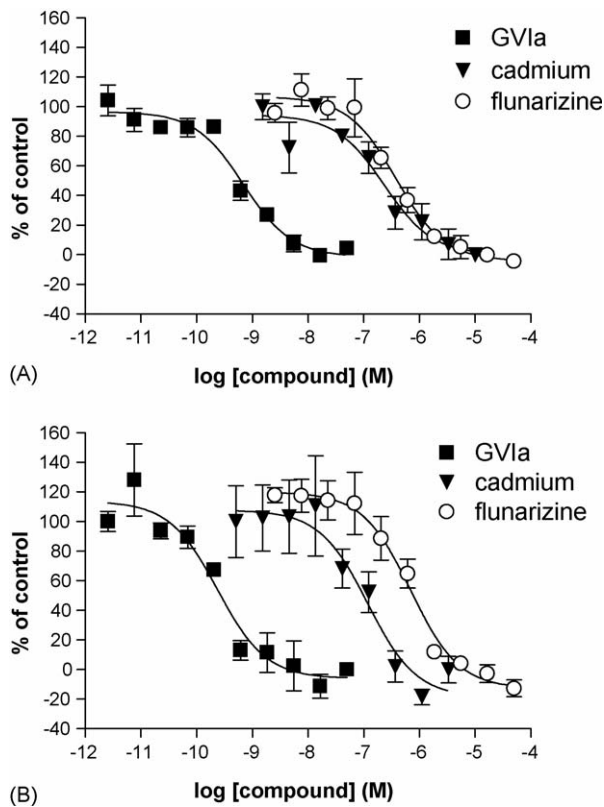 160
140
120
100
80
60
40
20
0
-20
-40
% of control
GVIa
cadmium
flunarizine
-12 -11 -10 -9 -8 -7 -6 -5 -4
log [compound] (M)
(A)
160
140
120
100
80
60
40
20
0
-20
-40
% of control
GVIa
cadmium
flunarizine
-12 -11 -10 -9 -8 -7 -6 -5 -4
log [compound] (M)
(B)